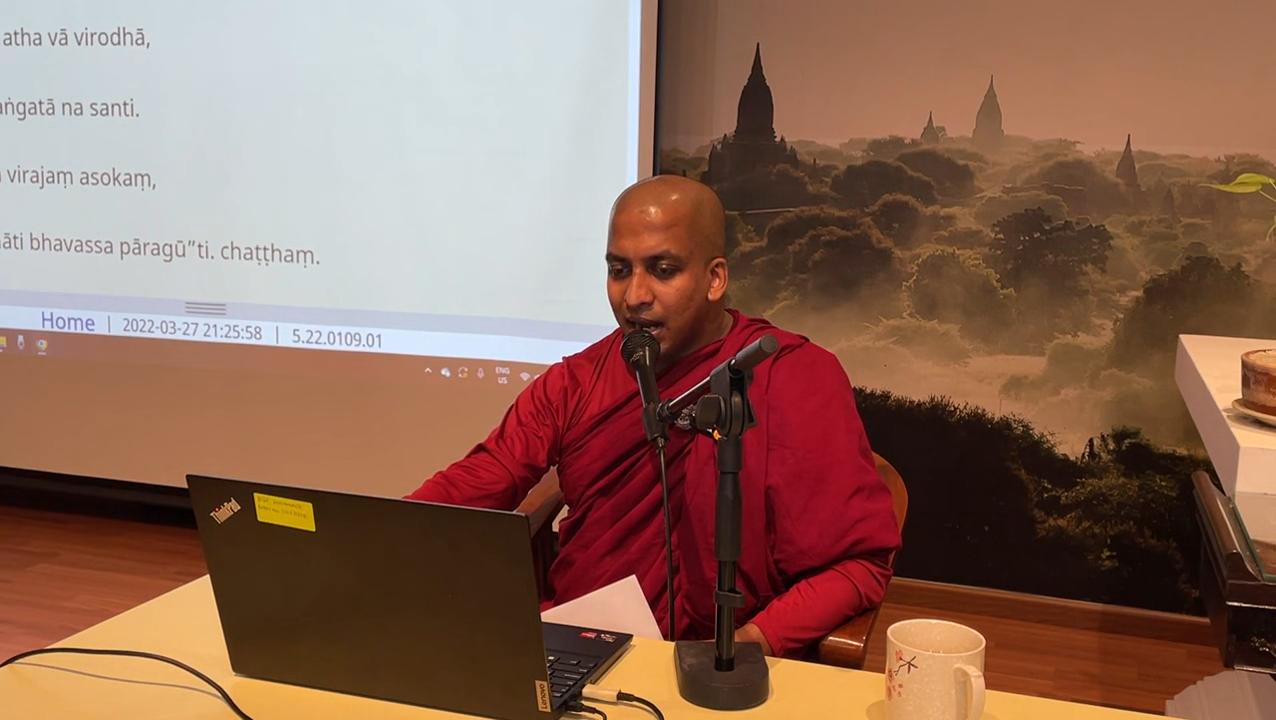 atha vā virodhā,
aṅgatā na santi.
virajaṃ asokaṃ,
āti bhavassa pāragū”ti. chaṭṭhaṃ.
Home | 2022-03-27 21:25:58 | 5.22.0109.01
ENG
US
ThinkPad
Lenovo